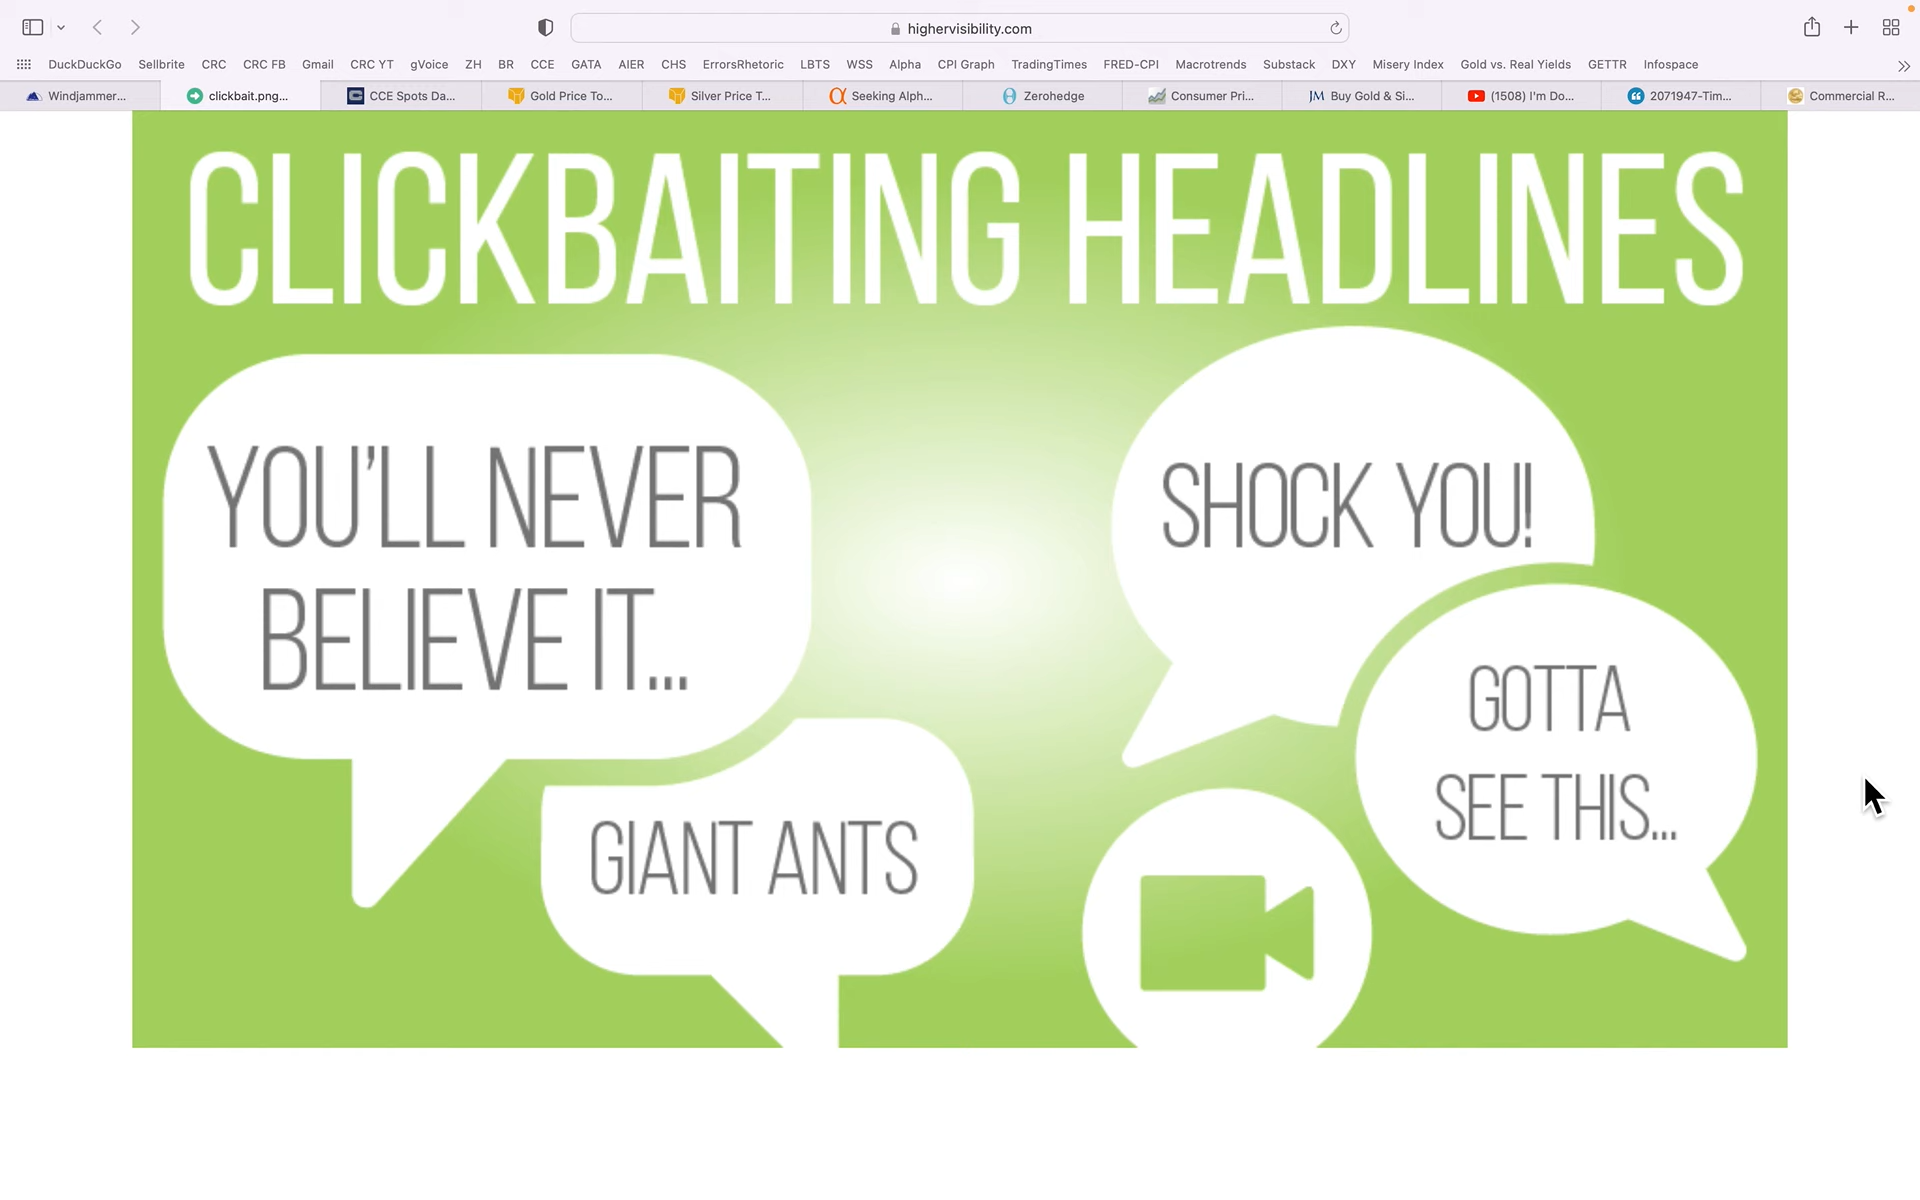 highervisibility.com
DuckDuckGo Sellbrite CRC CRC FB Gmail CRC YT gVoice ZH BR CCE GATA AIER CHS ErrorsRhetoric LBTS WSS Alpha CPI Graph TradingTimes FRED-CPI Macrotrends Substack DXY Misery Index Gold vs. Real Yields GETTR Infospace
Windjammer... clickbait.png... CCE Spots Da... Gold Price To... Silver Price T... Seeking Alph... Zerohedge Consumer Pri... JM Buy Gold & Si... (1508) I'm Do... 2071947-Tim... Commercial R...
CLICKBAITING HEADLINES
YOU'LL NEVER
BELIEVE IT...
GIANT ANTS
SHOCK YOU!
GOTTA
SEE THIS...